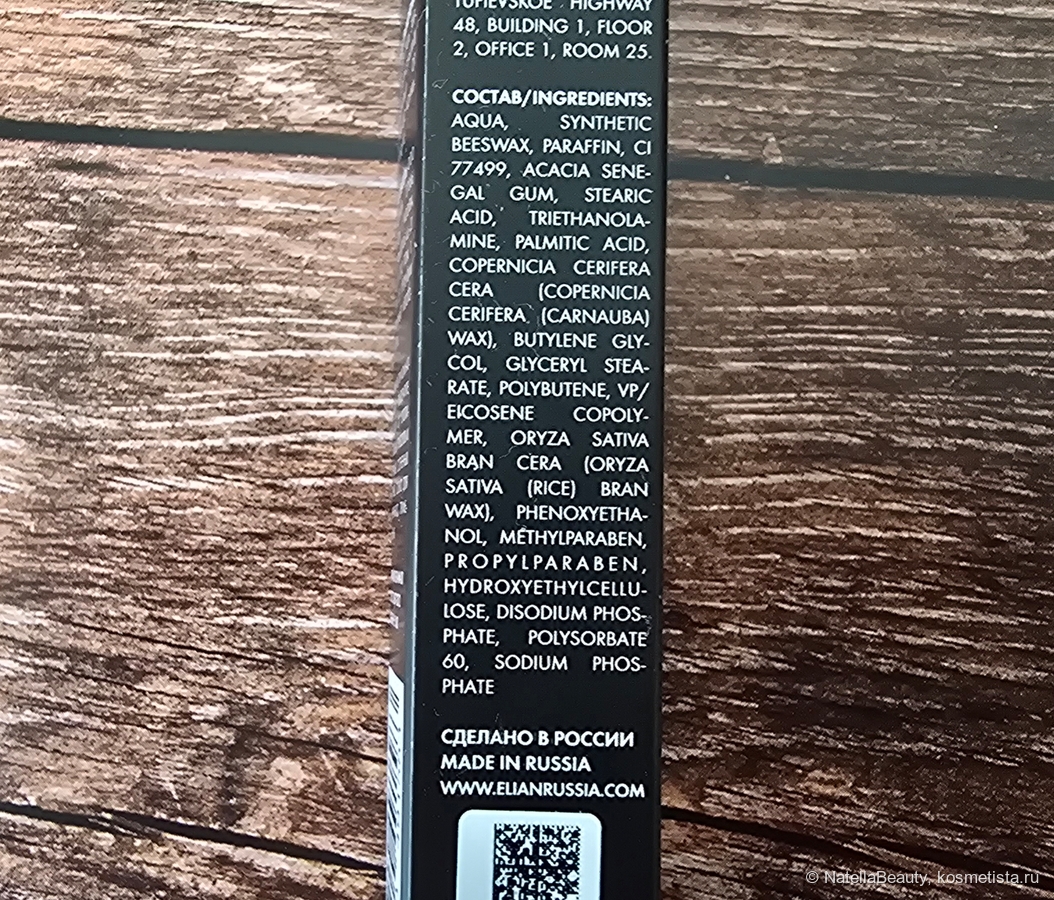 HIGHWAY
48, BUILDING 1, FLOOR
2, OFFICE 1, ROOM 25.
СОСТАВ/INGREDIENTS:
AQUA, SYNTHETIC
BEESWAX, PARAFFIN, CI
77499, ACACIA SENE-
GAL GUM, STEARIC
ACID, TRIETHANOLA-
MINE, PALMITIC ACID,
COPERNICIA CERIFERA
CERA (COPERNICIA
CERIFERA (CARNAUBA)
WAX), BUTYLENE GLY-
COL, GLYCERYL STEA-
RATE, POLYBUTENE, VP/
EICOSENE COPOLY-
MER, ORYZA SATIVA
BRAN CERA (ORYZA
SATIVA (RICE) BRAN
WAX), PHENOXYETHA-
NOL, METHYLPARABEN,
PROPYLPARABEN,
HYDROXYETHYLCELLU-
LOSE, DISODIUM PHOS-
PHATE, POLYSORBATE
60, SODIUM PHOS-
PHATE
СДЕЛАНО В РОССИИ
MADE IN RUSSIA
WWW.ELIANRUSSIA.COM
© NatellaBeauty, kosmetista.ru